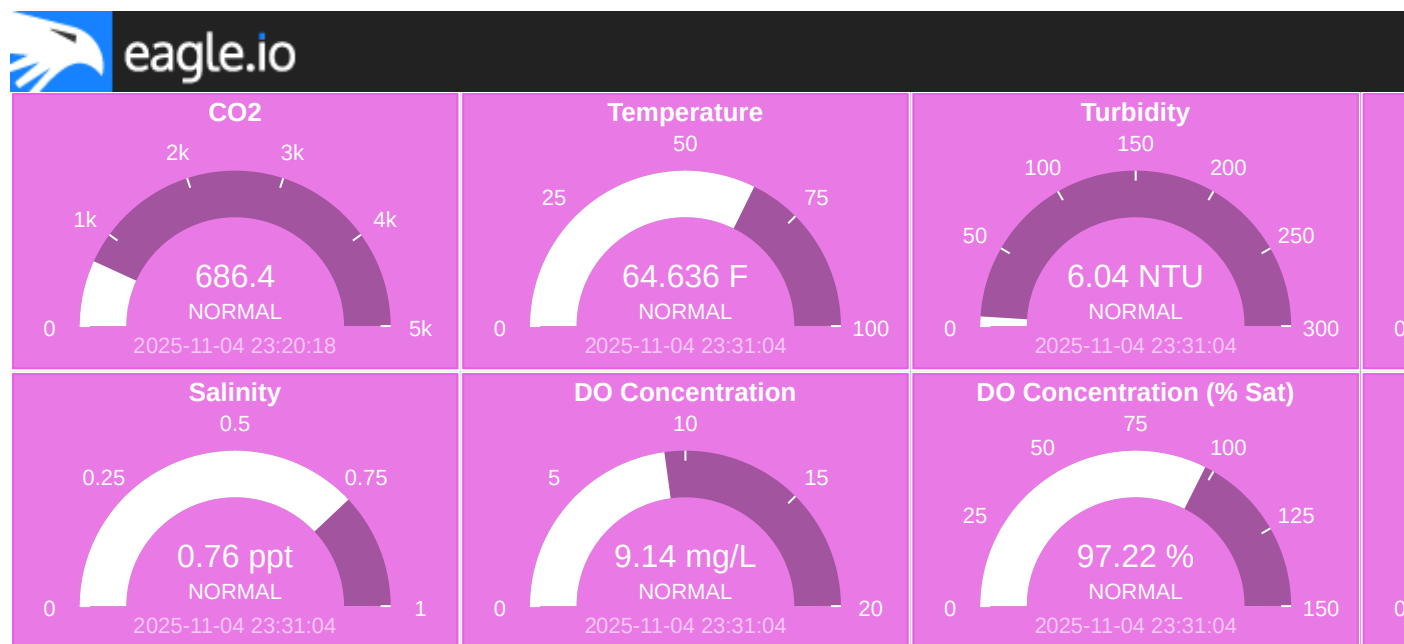 eagle.io
CO2
2k
3k
1k
4k
686.4
NORMAL
0
5k
2025-11-04 23:20:18
Temperature
50
25
75
64.636 F
NORMAL
0
100
2025-11-04 23:31:04
Turbidity
150
100
200
50
250
6.04 NTU
NORMAL
0
300
2025-11-04 23:31:04
0
Salinity
0.5
0.25
0.75
0.76 ppt
NORMAL
0
1
2025-11-04 23:31:04
DO Concentration
10
5
15
9.14 mg/L
NORMAL
0
20
2025-11-04 23:31:04
DO Concentration (% Sat)
75
50
100
25
125
97.22 %
NORMAL
0
150
2025-11-04 23:31:04
0